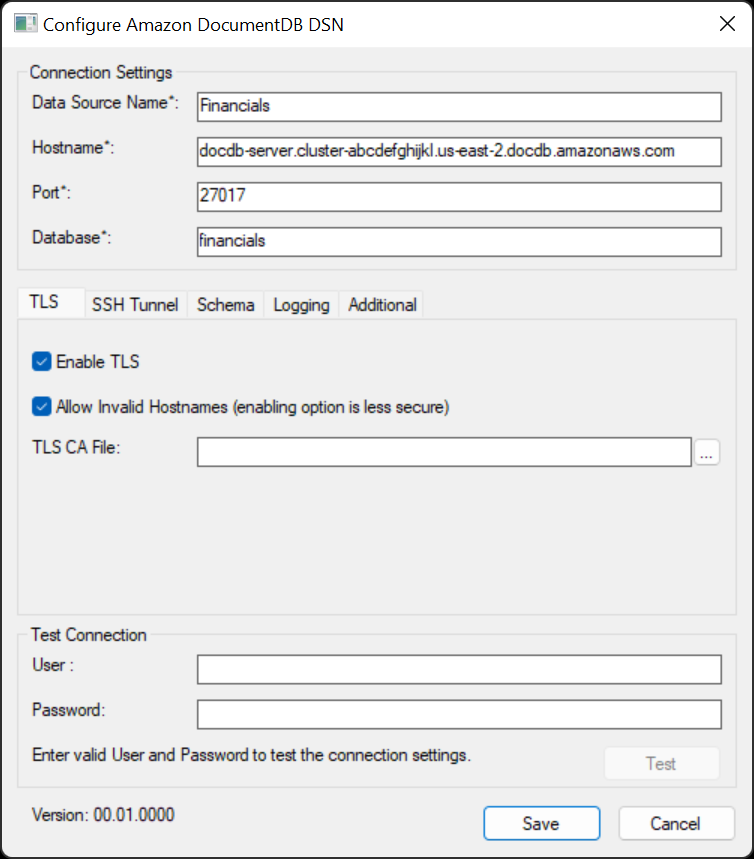 Configure Amazon DocumentDB DSN
Connection Settings
Data Source Name*: Financials
Hostname*: docdb-server.cluster-abcdefghijkl.us-east-2.docdb.amazonaws.com
Port*: 27017
Database*: financials
TLS SSH Tunnel Schema Logging Additional
Enable TLS
Allow Invalid Hostnames (enabling option is less secure)
TLS CA File: ...
Test Connection
User :
Password:
Enter valid User and Password to test the connection settings. Test
Version: 00.01.0000 Save Cancel